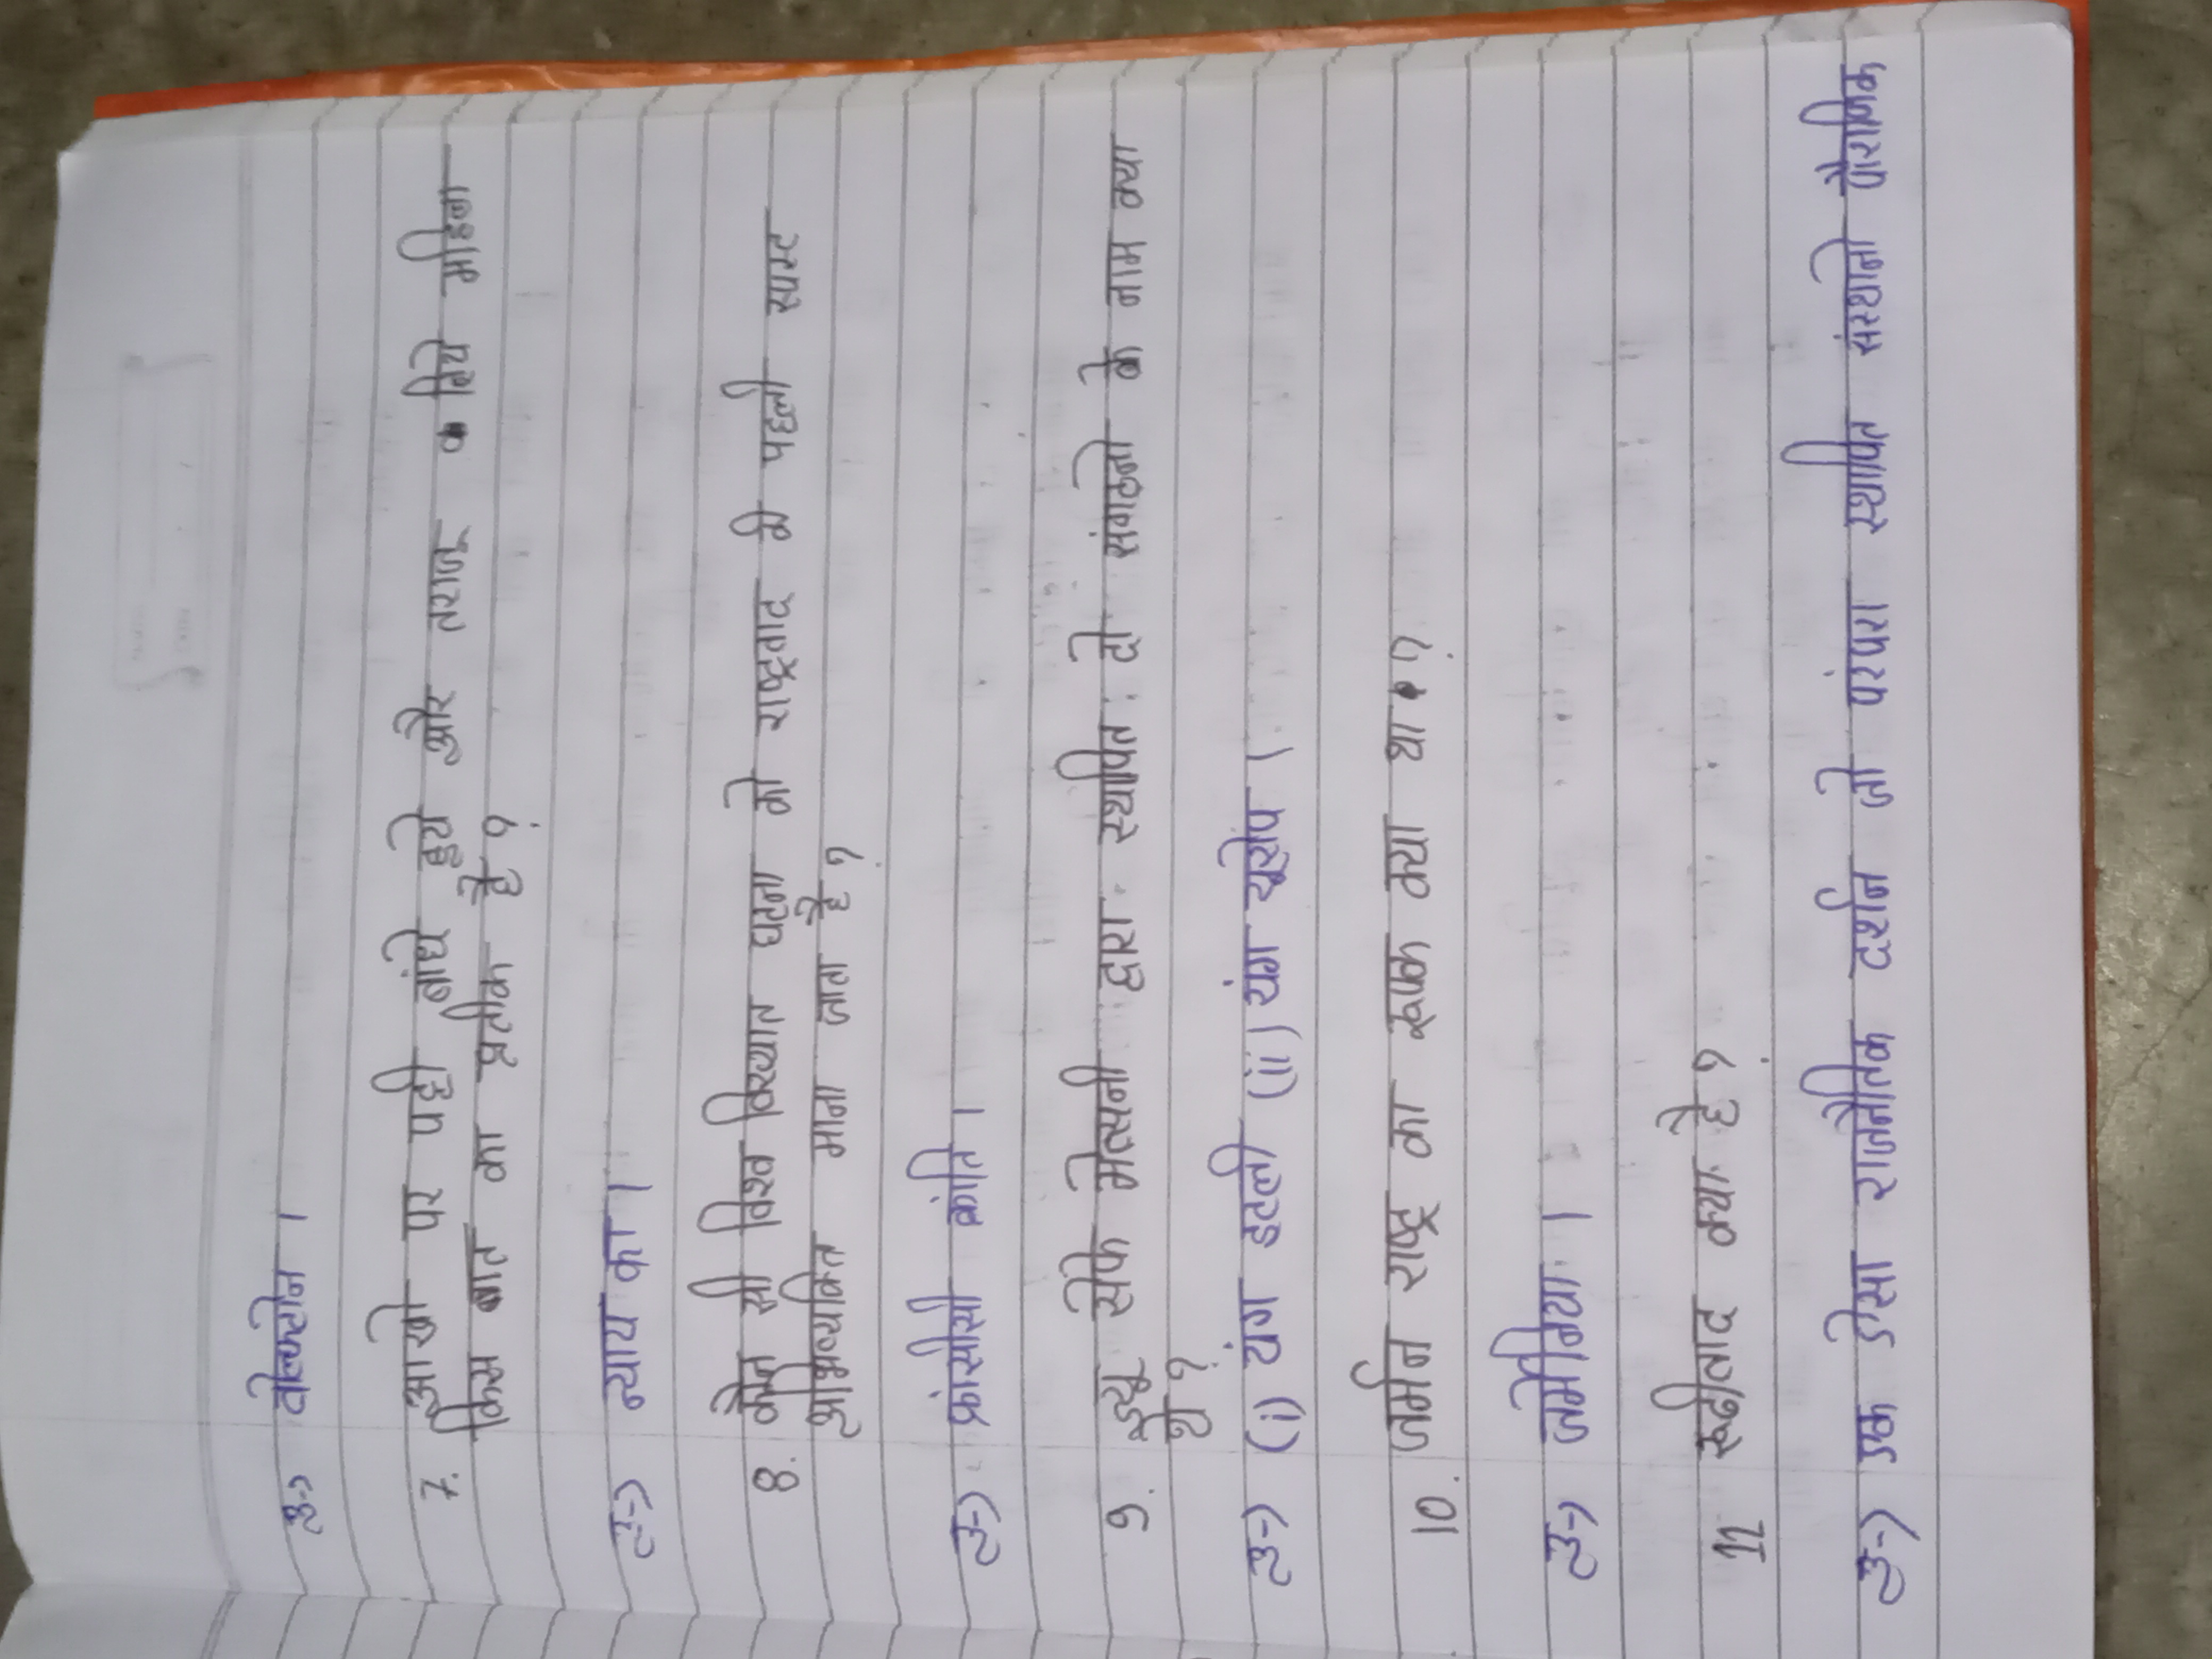 उ-> वोल्फटोन ।
7. आखो पर पट्टी बांधे हुये और तराजू लिये महिला
किस बात का प्रतीक है ?
उ-> न्याय का ।
8. कौन सी विश्व विख्यात घटना को राष्ट्रवाद की पहली स्पस्ट
अभिव्यक्ति माना जाता है ?
उ-> फ्रांसीसी क्रांति ।
9. ज्यू सेफे मेत्सनी द्वारा स्थापित दो संगठनो के नाम क्या
थे ?
उ-> (i) यंग इटली (ii) यंग यूरोप ।
10. जर्मन राष्ट्र का रूपक क्या था ?
उ-> जर्मेनिया ।
11 रूढीवाद क्या है ?
उ-> एक ऐसा राजनैतिक दर्शन जो परंपरा स्थापित संस्थानो पौराणिक